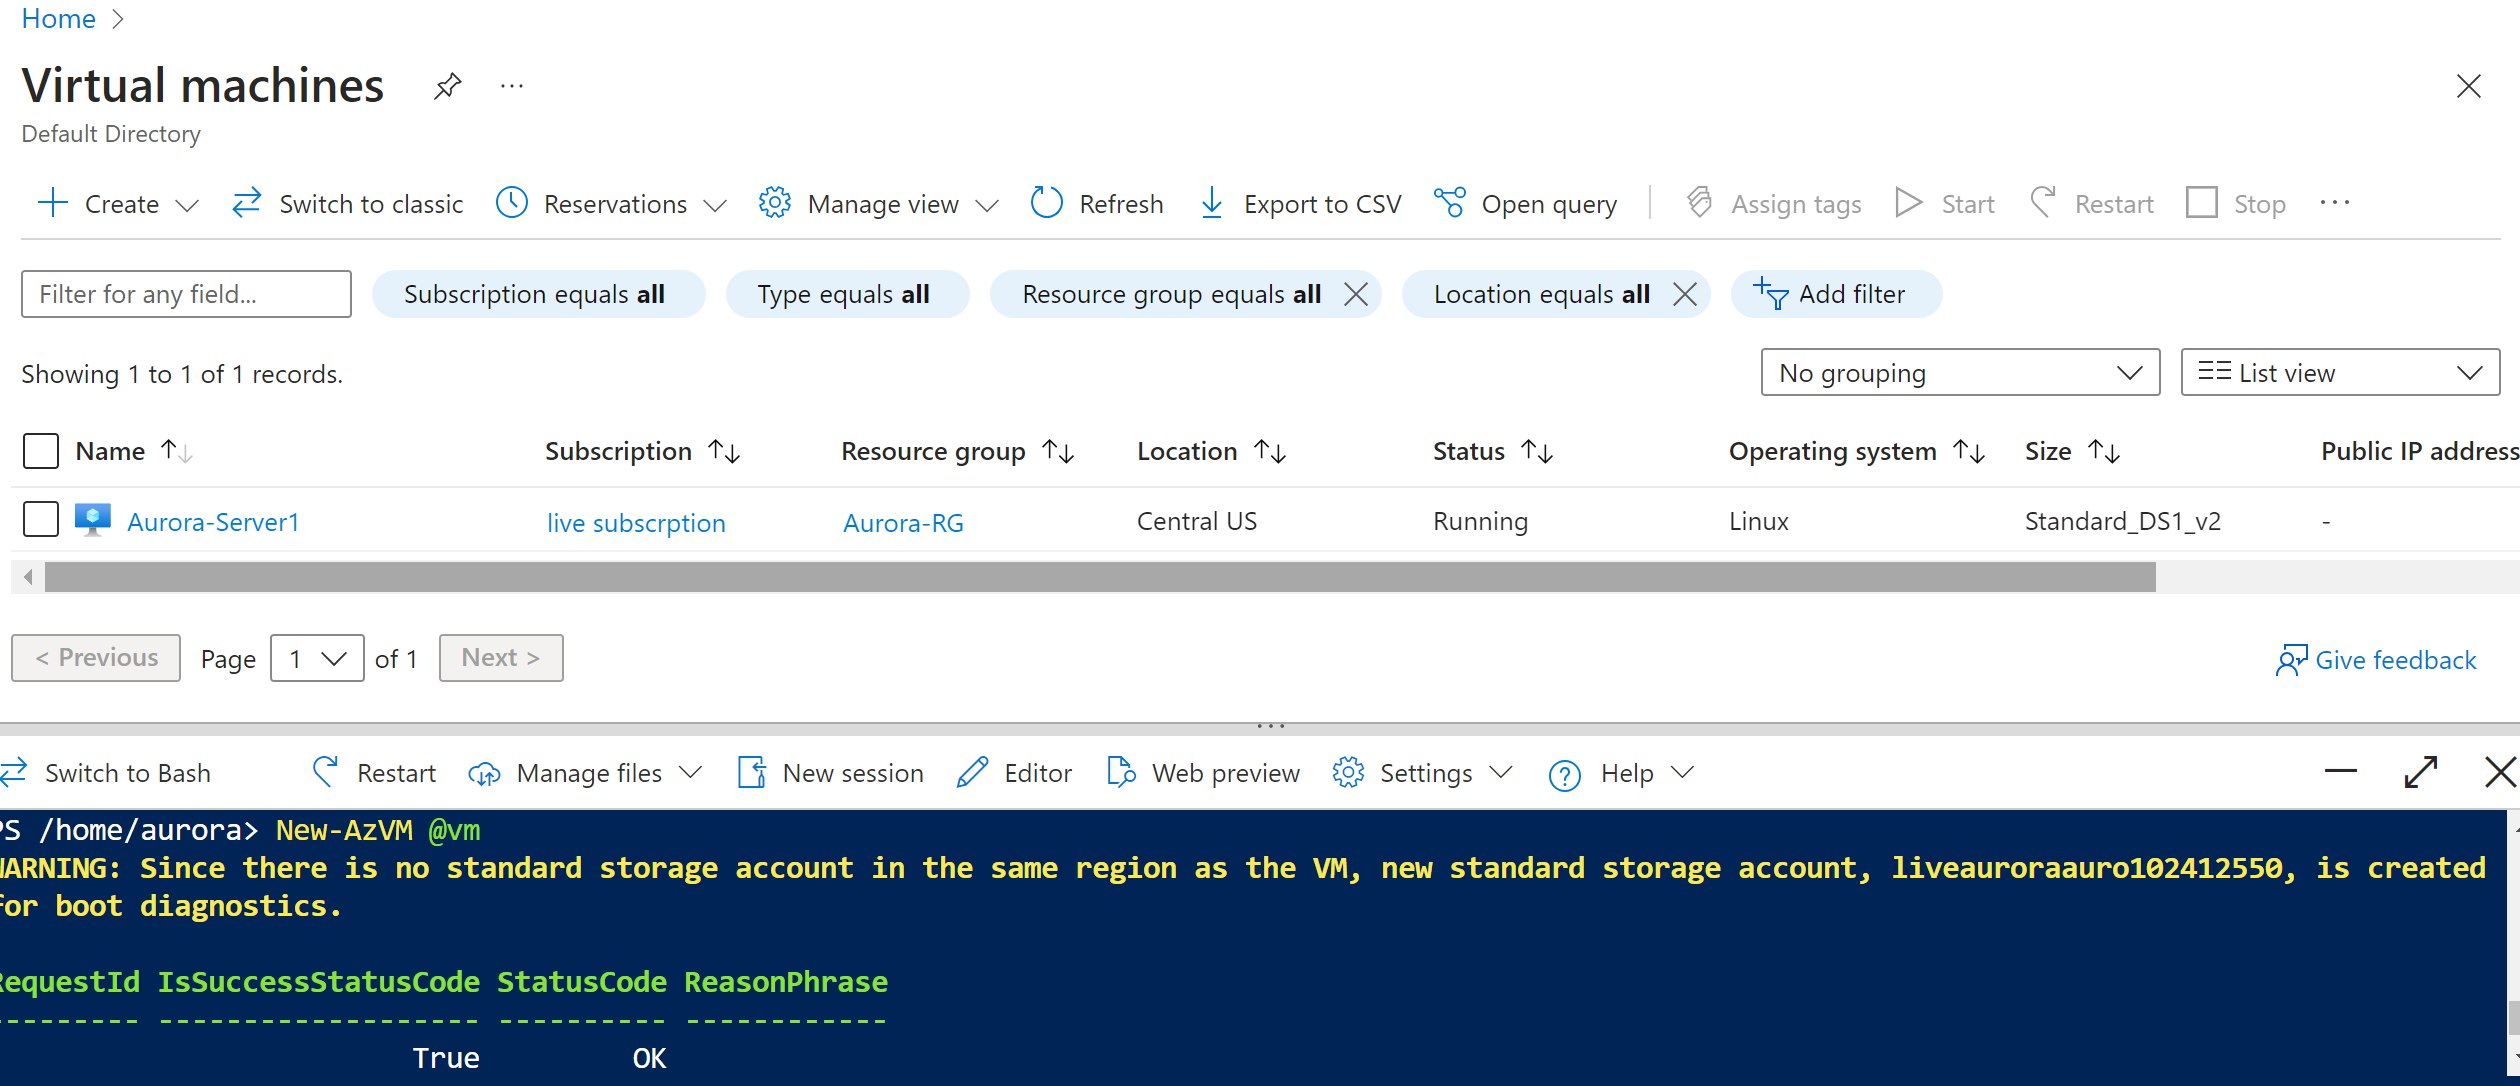 Home
Virtual machines
Default Directory
Create Switch to classic Reservations Manage view Refresh Export to CSV Open query Assign tags Start Restart Stop
Filter for any field... Subscription equals all Type equals all Resource group equals all Location equals all Add filter
Showing 1 to 1 of 1 records. No grouping List view
Name Subscription Resource group Location Status Operating system Size Public IP address
Aurora-Server1 live subscrption Aurora-RG Central US Running Linux Standard_DS1_v2 -
< Previous Page 1 of 1 Next >
Give feedback
Switch to Bash Restart Manage files New session Editor Web preview Settings Help
PS /home/aurora> New-AzVM @vm
WARNING: Since there is no standard storage account in the same region as the VM, new standard storage account, liveauroraauro102412550, is created
for boot diagnostics.
RequestId IsSuccessStatusCode StatusCode ReasonPhrase
--------- ------------------- ---------- ------------
True OK